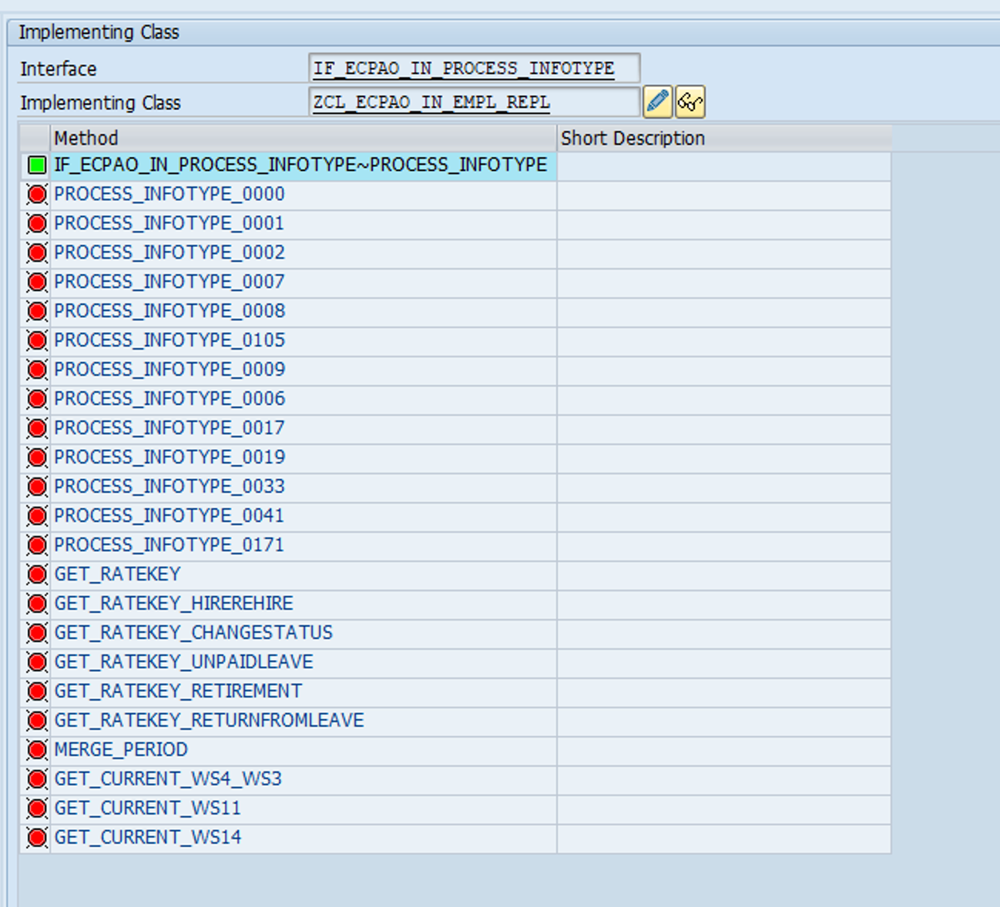 Implementing Class
Interface IF_ECPAO_IN_PROCESS_INFOTYPE
Implementing Class ZCL_ECPAO_IN_EMPL_REPL
Method Short Description
IF_ECPAO_IN_PROCESS_INFOTYPE~PROCESS_INFOTYPE
PROCESS_INFOTYPE_0000
PROCESS_INFOTYPE_0001
PROCESS_INFOTYPE_0002
PROCESS_INFOTYPE_0007
PROCESS_INFOTYPE_0008
PROCESS_INFOTYPE_0105
PROCESS_INFOTYPE_0009
PROCESS_INFOTYPE_0006
PROCESS_INFOTYPE_0017
PROCESS_INFOTYPE_0019
PROCESS_INFOTYPE_0033
PROCESS_INFOTYPE_0041
PROCESS_INFOTYPE_0171
GET_RATEKEY
GET_RATEKEY_HIREREHIRE
GET_RATEKEY_CHANGESTATUS
GET_RATEKEY_UNPAIDLEAVE
GET_RATEKEY_RETIREMENT
GET_RATEKEY_RETURNFROMLEAVE
MERGE_PERIOD
GET_CURRENT_WS4_WS3
GET_CURRENT_WS11
GET_CURRENT_WS14